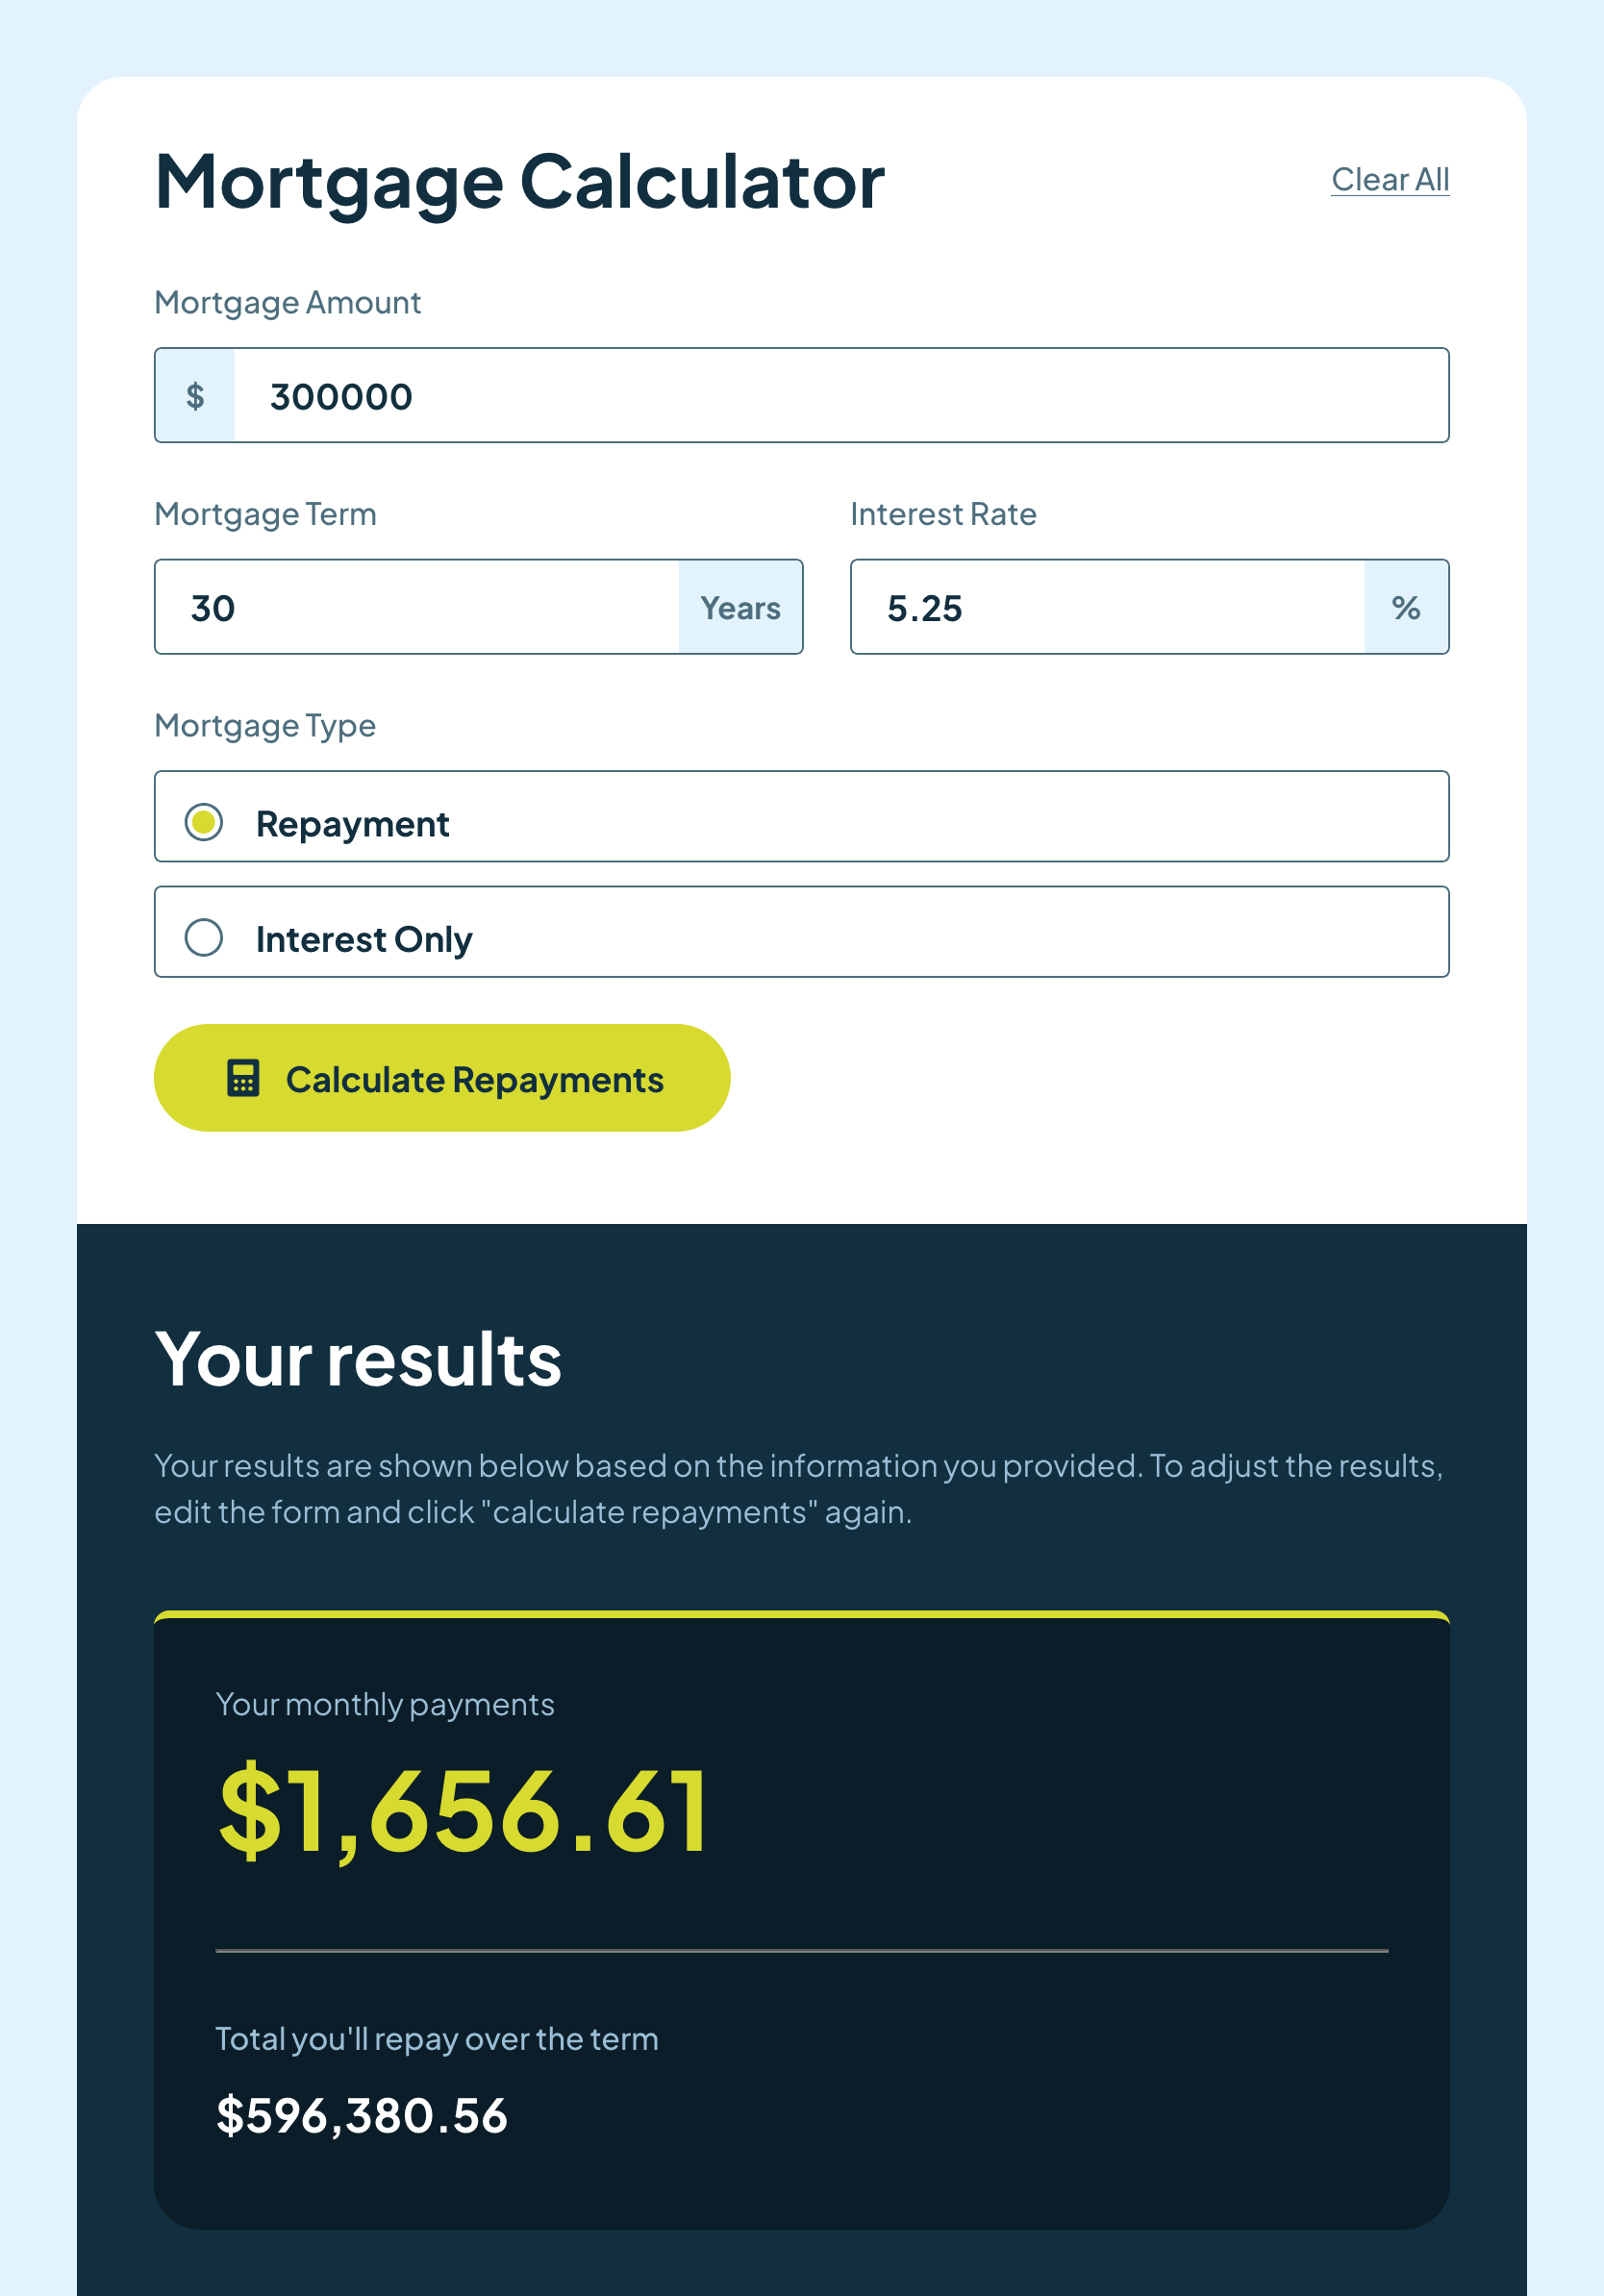 Mortgage Calculator
Clear All
Mortgage Amount
$ 300000
Mortgage Term
Interest Rate
30 Years
5.25 %
Mortgage Type
Repayment
Interest Only
Calculate Repayments
Your results
Your results are shown below based on the information you provided. To adjust the results,
edit the form and click "calculate repayments" again.
Your monthly payments
$1,656.61
Total you'll repay over the term
$596,380.56